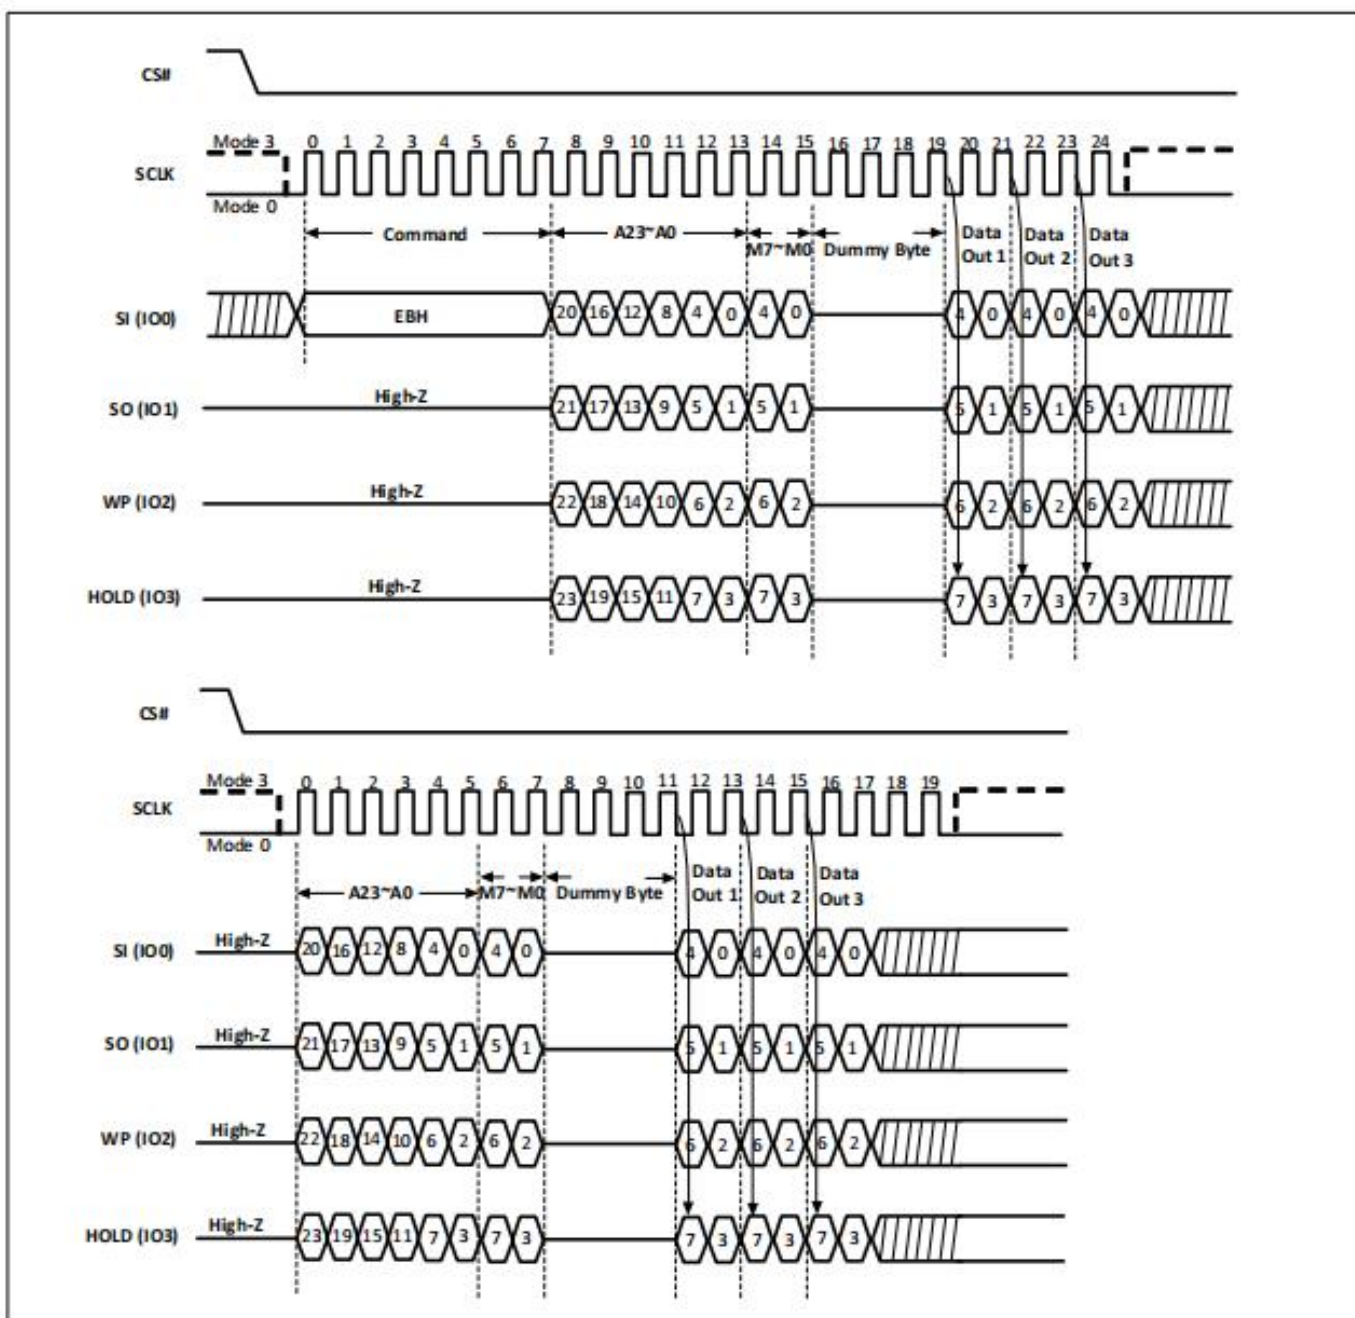 CS#
Mode 3
0 1 2 3 4 5 6 7 8 9 10 11 12 13 14 15 16 17 18 19 20 21 22 23 24
SCLK
Mode 0
Command
A23~A0
M7~M0
Dummy Byte
Data Out 1
Data Out 2
Data Out 3
SI (IO0)
EBH
20 16 12 8 4 0 4 0 4 0 4 0 4 0
SO (IO1)
High-Z
21 17 13 9 5 1 5 1 5 1 5 1 5 1
WP (IO2)
High-Z
22 18 14 10 6 2 6 2 6 2 6 2 6 2
HOLD (IO3)
High-Z
23 19 15 11 7 3 7 3 7 3 7 3 7 3
CS#
Mode 3
0 1 2 3 4 5 6 7 8 9 10 11 12 13 14 15 16 17 18 19
SCLK
Mode 0
A23~A0
M7~M0
Dummy Byte
Data Out 1
Data Out 2
Data Out 3
SI (IO0)
High-Z
20 16 12 8 4 0 4 0 4 0 4 0 4 0
SO (IO1)
High-Z
21 17 13 9 5 1 5 1 5 1 5 1 5 1
WP (IO2)
High-Z
22 18 14 10 6 2 6 2 6 2 6 2 6 2
HOLD (IO3)
High-Z
23 19 15 11 7 3 7 3 7 3 7 3 7 3